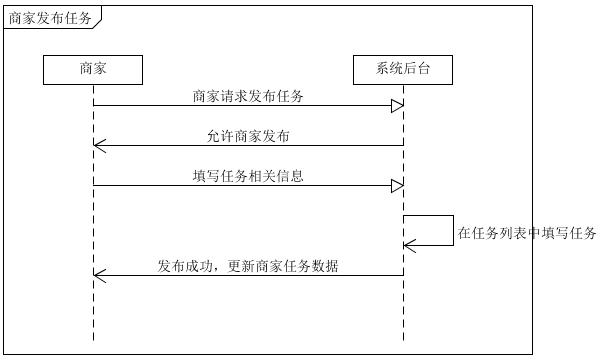 商家发布任务
商家
系统后台
商家请求发布任务
允许商家发布
填写任务相关信息
在任务列表中填写任务
发布成功，更新商家任务数据